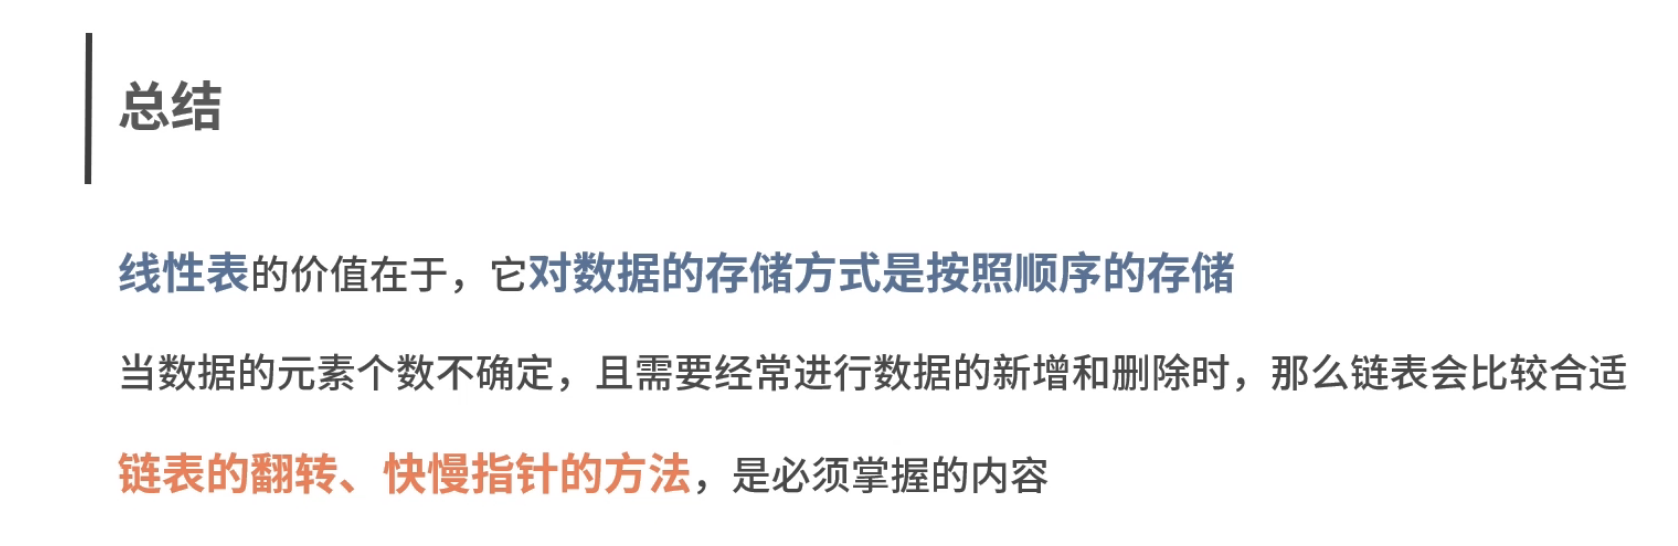 总结
线性表的价值在于，它对数据的存储方式是按照顺序的存储
当数据的元素个数不确定，且需要经常进行数据的新增和删除时，那么链表会比较合适
链表的翻转、快慢指针的方法，是必须掌握的内容